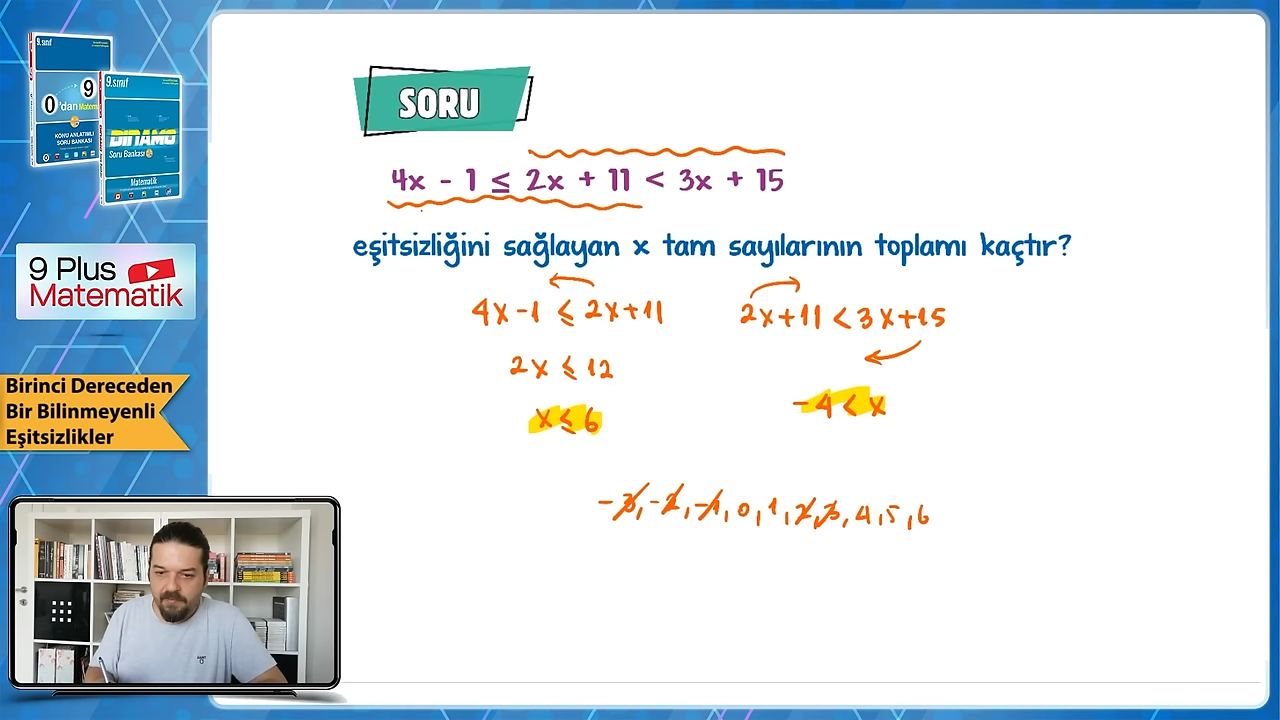 9.sınıf
0'dan 9
Matem
KONU ANLATIMLI
SORU BANKASI
9.sınıf
DİNAMO
Soru Bankası
Matematik
9 Plus
Matematik
Birinci Dereceden
Bir Bilinmeyenli
Eşitsizlikler
SORU
4x - 1 ≤ 2x + 11 < 3x + 15
eşitsizliğini sağlayan x tam sayılarının toplamı kaçtır?
4x-1 ≤ 2x+11
2x+11 < 3x+15
2x ≤ 12
x ≤ 6
-4 < x
-3, -2, -1, 0, 1, 2, 3, 4, 5, 6